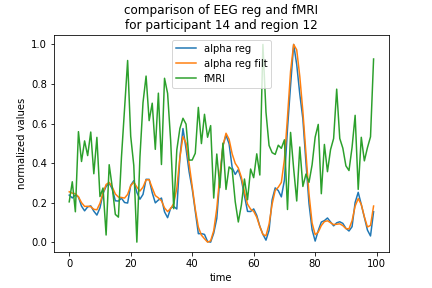 comparison of EEG reg and fMRI
for participant 14 and region 12
alpha reg
alpha reg filt
fMRI
normalized values
1.0
0.8
0.6
0.4
0.2
0.0
0
20
40
60
80
100
time